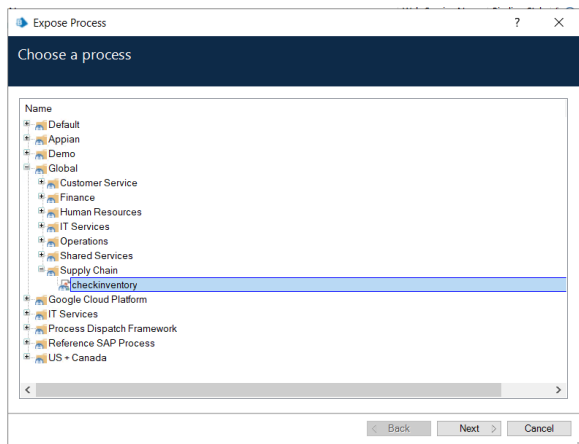 Expose Process
?
Choose a process
Name
Default
Appian
Demo
Global
Customer Service
Finance
Human Resources
IT Services
Operations
Shared Services
Supply Chain
checkinventory
Google Cloud Platform
IT Services
Process Dispatch Framework
Reference SAP Process
US + Canada
< Back Next > Cancel